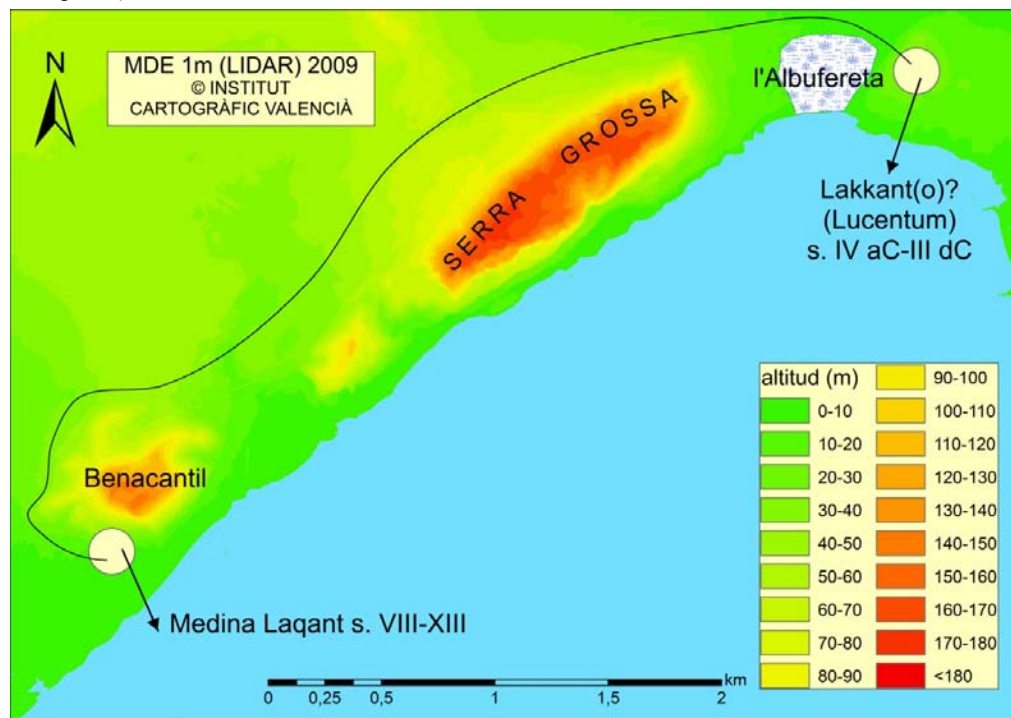 N
MDE 1m (LIDAR) 2009
© INSTITUT
CARTOGRÀFIC VALENCIÀ
l'Albufereta
SERRA GROSSA
Lakkant(o)?
(Lucentum)
s. IV aC-III dC
Benacantil
Medina Laqant s. VIII-XIII
altitud (m)
0-10
10-20
20-30
30-40
40-50
50-60
60-70
70-80
80-90
90-100
100-110
110-120
120-130
130-140
140-150
150-160
160-170
170-180
<180
km
0 0,25 0,5 1 1,5 2